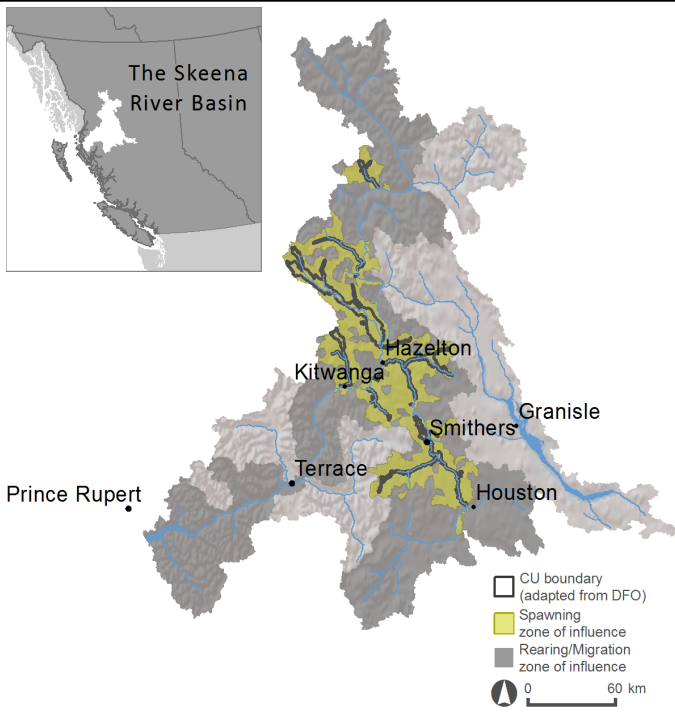 The Skeena
River Basin
Hazelton
Kitwanga
Granisle
Smithers
Terrace
Prince Rupert
Houston
CU boundary
(adapted from DFO)
Spawning
zone of influence
Rearing/Migration
zone of influence
0 60 km